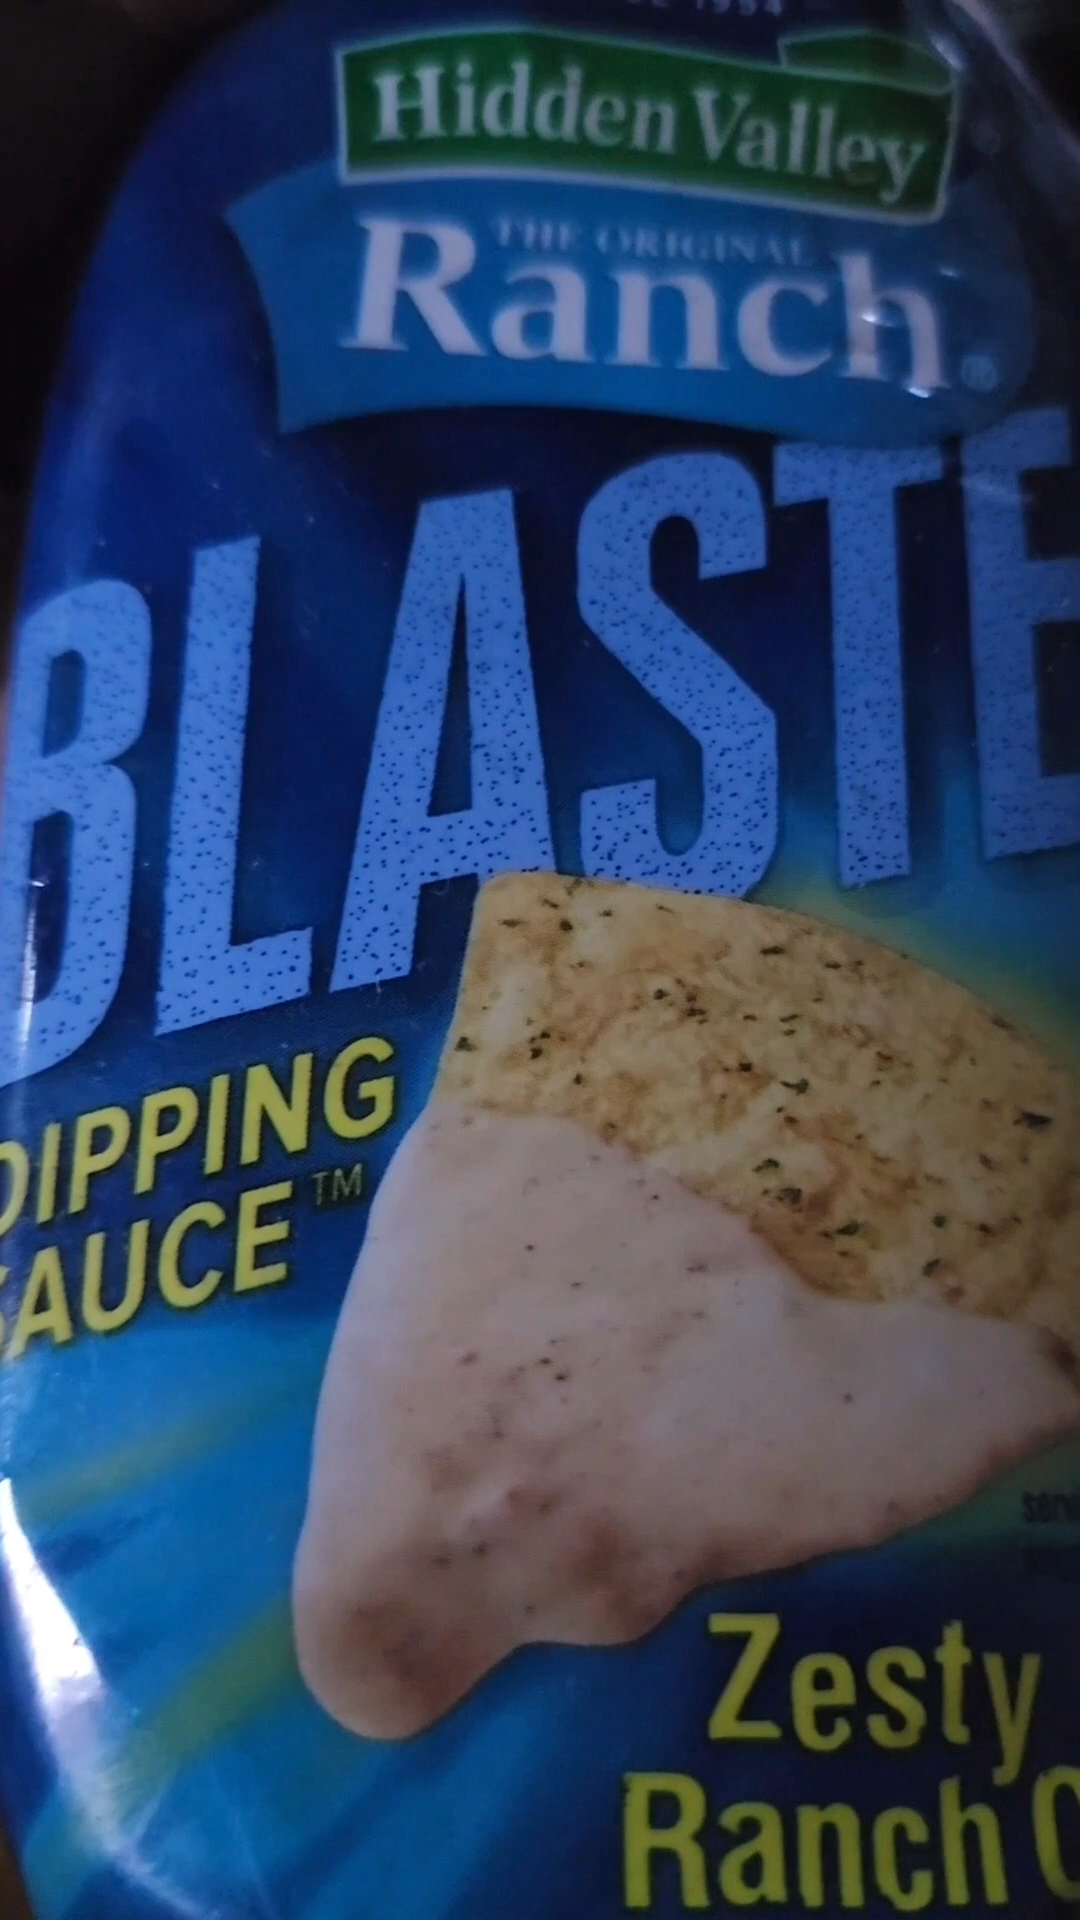 Hidden Valley
THE ORIGINAL
Ranch®
BLASTE
DIPPING
SAUCE™
Zesty
Ranch